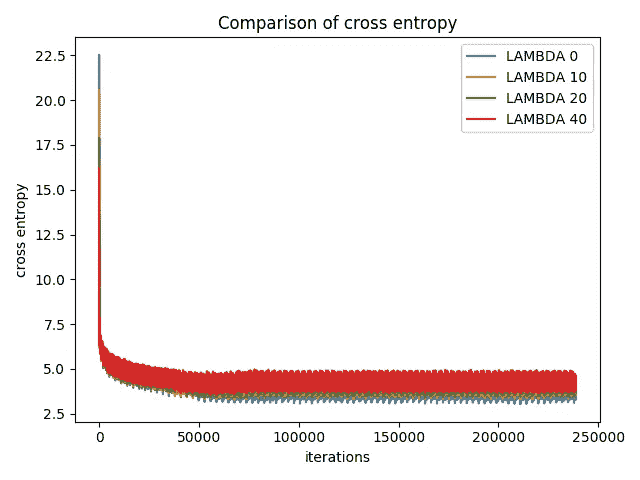 Comparison of cross entropy
22.5
20.0
17.5
15.0
12.5
10.0
7.5
5.0
2.5
cross entropy
LAMBDA 0
LAMBDA 10
LAMBDA 20
LAMBDA 40
0 50000 100000 150000 200000 250000
iterations